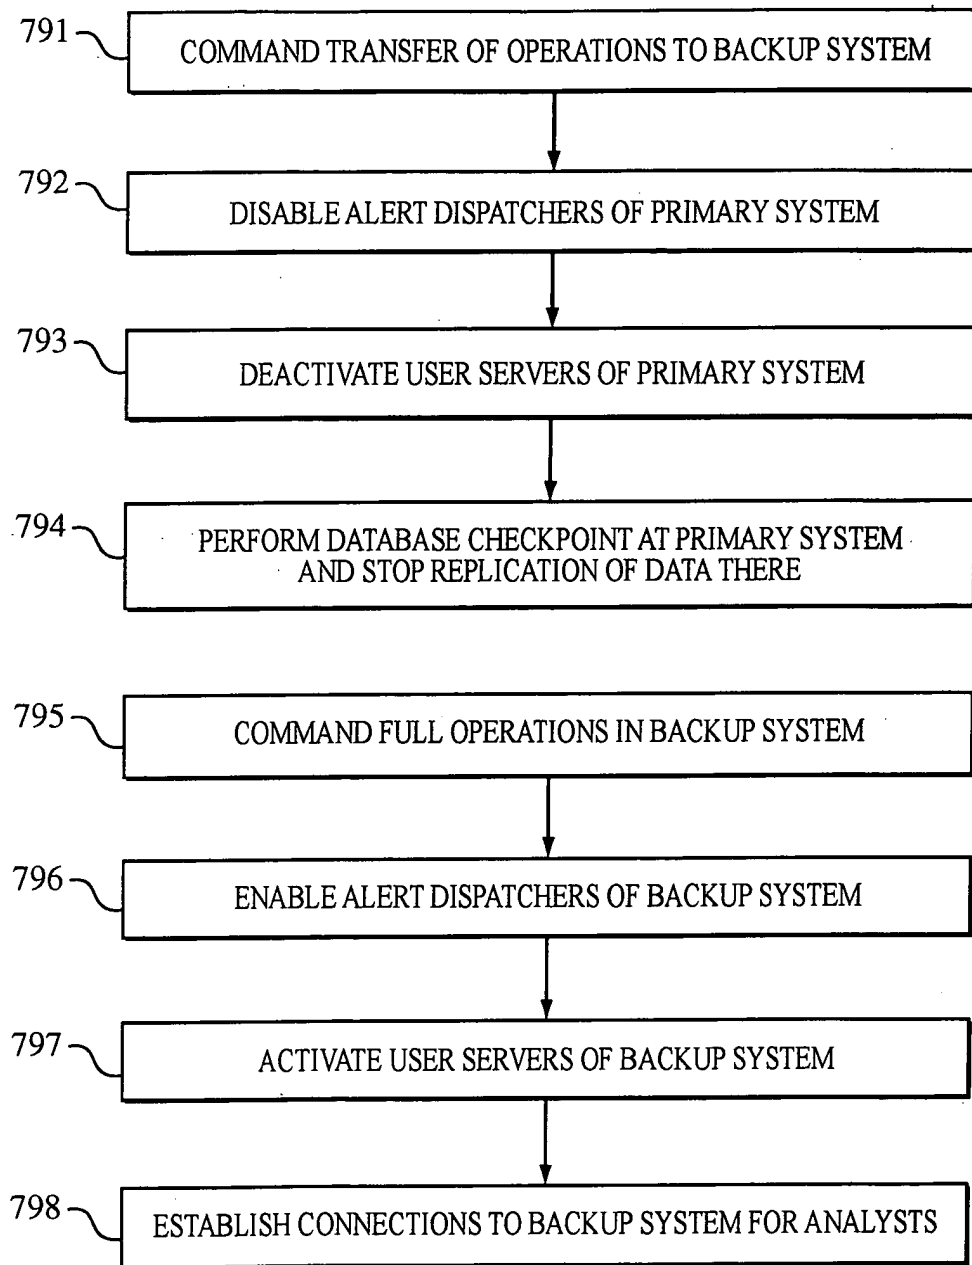 791
COMMAND TRANSFER OF OPERATIONS TO BACKUP SYSTEM
792
DISABLE ALERT DISPATCHERS OF PRIMARY SYSTEM
793
DEACTIVATE USER SERVERS OF PRIMARY SYSTEM
794
PERFORM DATABASE CHECKPOINT AT PRIMARY SYSTEM
AND STOP REPLICATION OF DATA THERE
795
COMMAND FULL OPERATIONS IN BACKUP SYSTEM
796
ENABLE ALERT DISPATCHERS OF BACKUP SYSTEM
797
ACTIVATE USER SERVERS OF BACKUP SYSTEM
798
ESTABLISH CONNECTIONS TO BACKUP SYSTEM FOR ANALYSTS